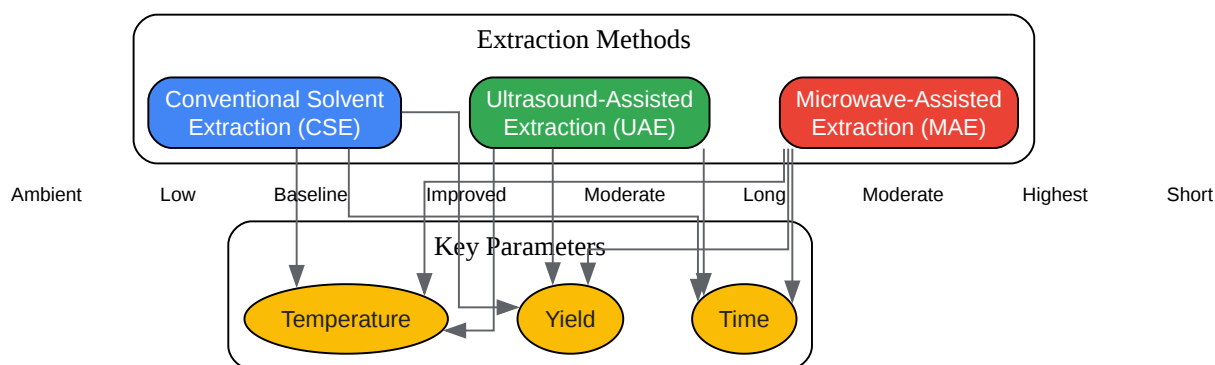 Extraction Methods
Conventional Solvent
Extraction (CSE)
Ultrasound-Assisted
Extraction (UAE)
Microwave-Assisted
Extraction (MAE)
Ambient
Low
Baseline
Improved
Moderate
Long
Moderate
Highest
Short
Key Parameters
Temperature
Yield
Time